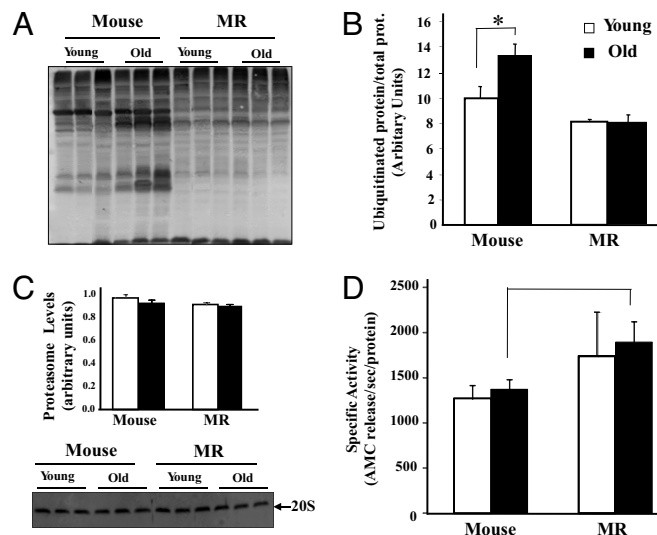 A
Mouse MR
Young Old Young Old
B
Ubiquitinated protein/total prot.
(Arbitary Units)
16
14
12
10
8
6
4
2
0
*
Young
Old
Mouse MR
C
Proteasome Levels
(arbitrary units)
1.0
0.8
0.6
0.4
0.2
0.0
Mouse MR
Mouse MR
Young Old Young Old
20S
D
Specific Activity
(AMC release/sec/protein)
2500
2000
1500
1000
500
0
Mouse MR